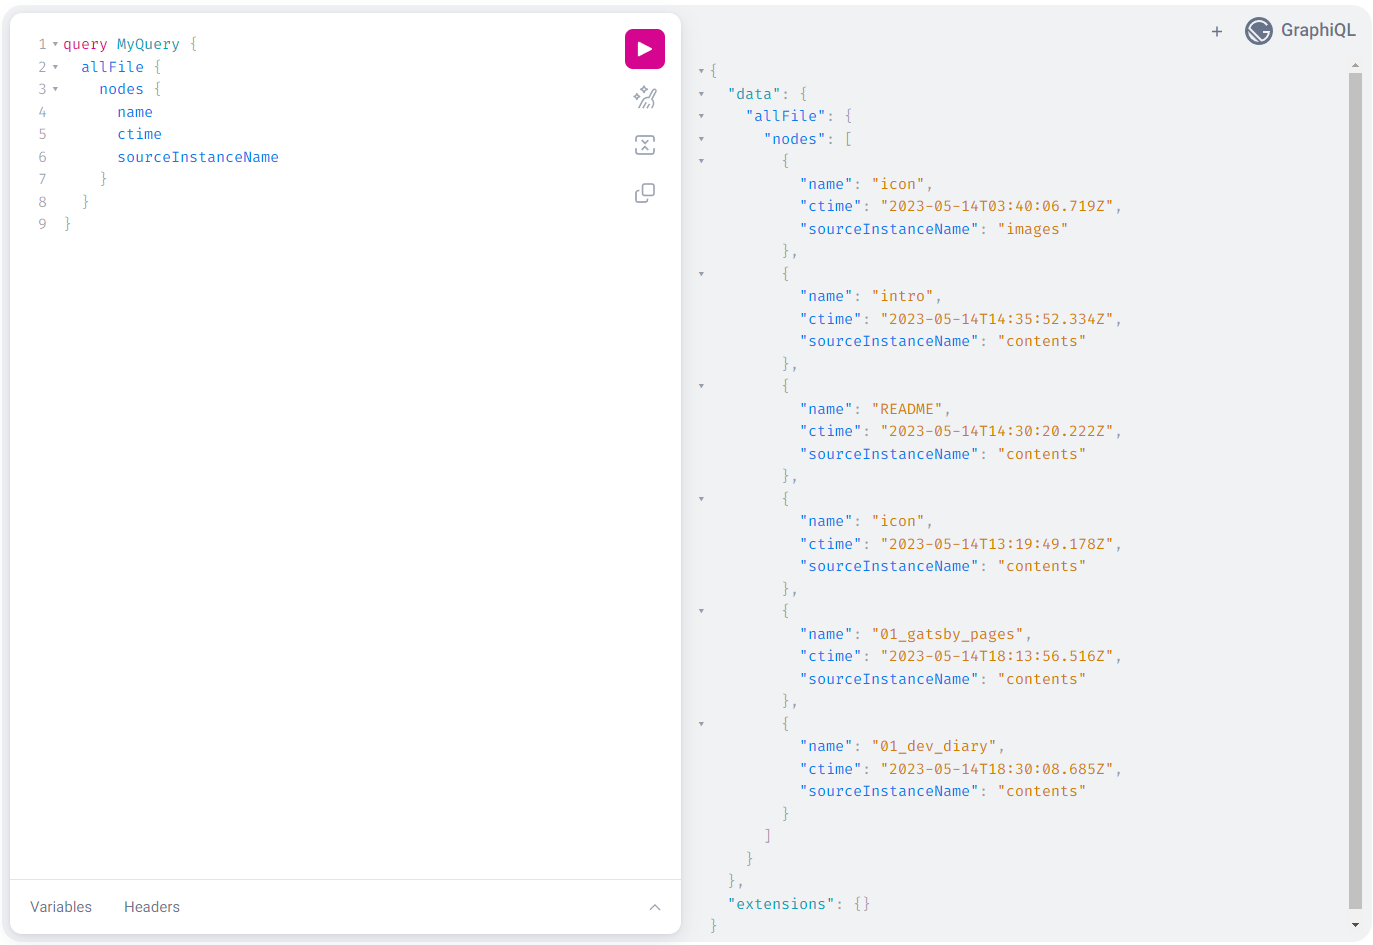 1 query MyQuery {
2 allFile {
3 nodes {
4 name
5 ctime
6 sourceInstanceName
7 }
8 }
9 }
Variables Headers
+ GraphiQL
{
"data": {
"allFile": {
"nodes": [
{
"name": "icon",
"ctime": "2023-05-14T03:40:06.719Z",
"sourceInstanceName": "images"
},
{
"name": "intro",
"ctime": "2023-05-14T14:35:52.334Z",
"sourceInstanceName": "contents"
},
{
"name": "README",
"ctime": "2023-05-14T14:30:20.222Z",
"sourceInstanceName": "contents"
},
{
"name": "icon",
"ctime": "2023-05-14T13:19:49.178Z",
"sourceInstanceName": "contents"
},
{
"name": "01_gatsby_pages",
"ctime": "2023-05-14T18:13:56.516Z",
"sourceInstanceName": "contents"
},
{
"name": "01_dev_diary",
"ctime": "2023-05-14T18:30:08.685Z",
"sourceInstanceName": "contents"
}
]
}
},
"extensions": {}
}